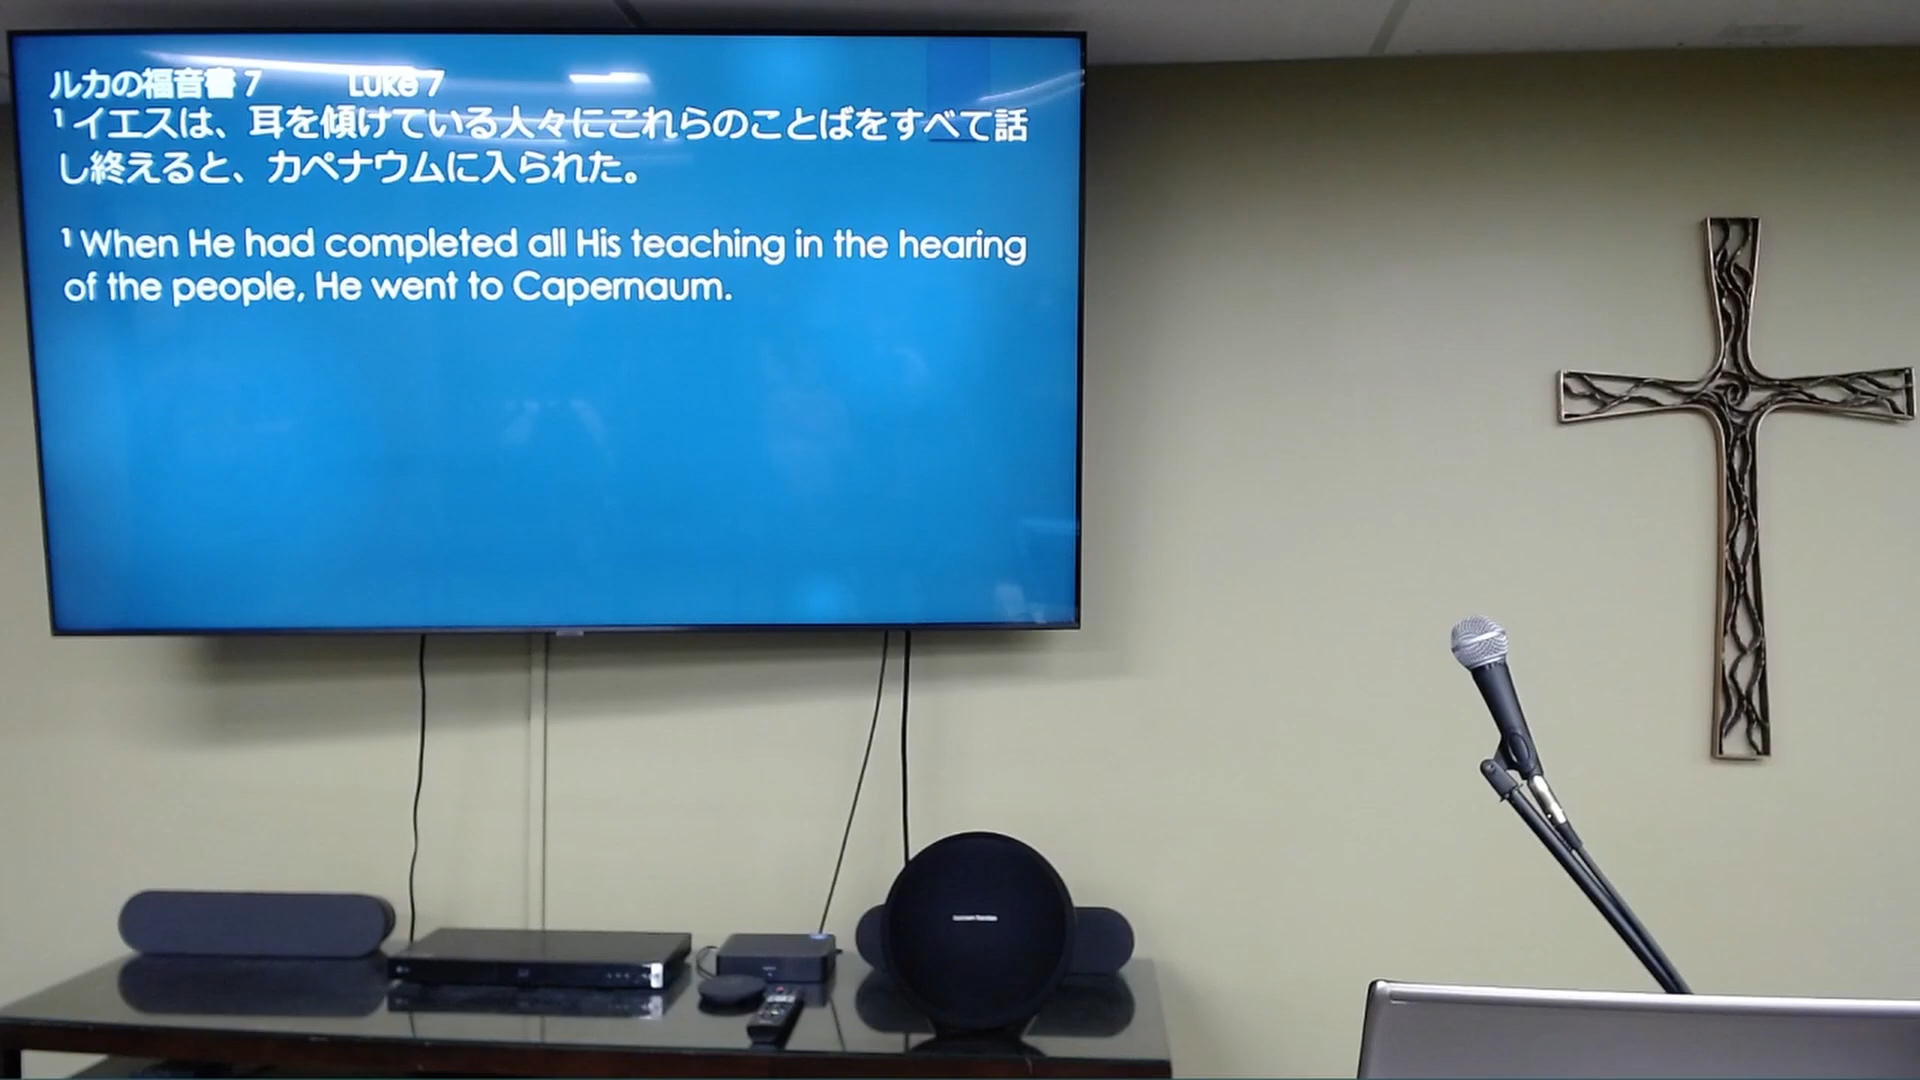 ルカの福音書 7 Luke 7
1 イエスは、耳を傾けている人々にこれらのことばをすべて話
し終えると、カペナウムに入られた。
1 When He had completed all His teaching in the hearing
of the people, He went to Capernaum.
harman/kardon